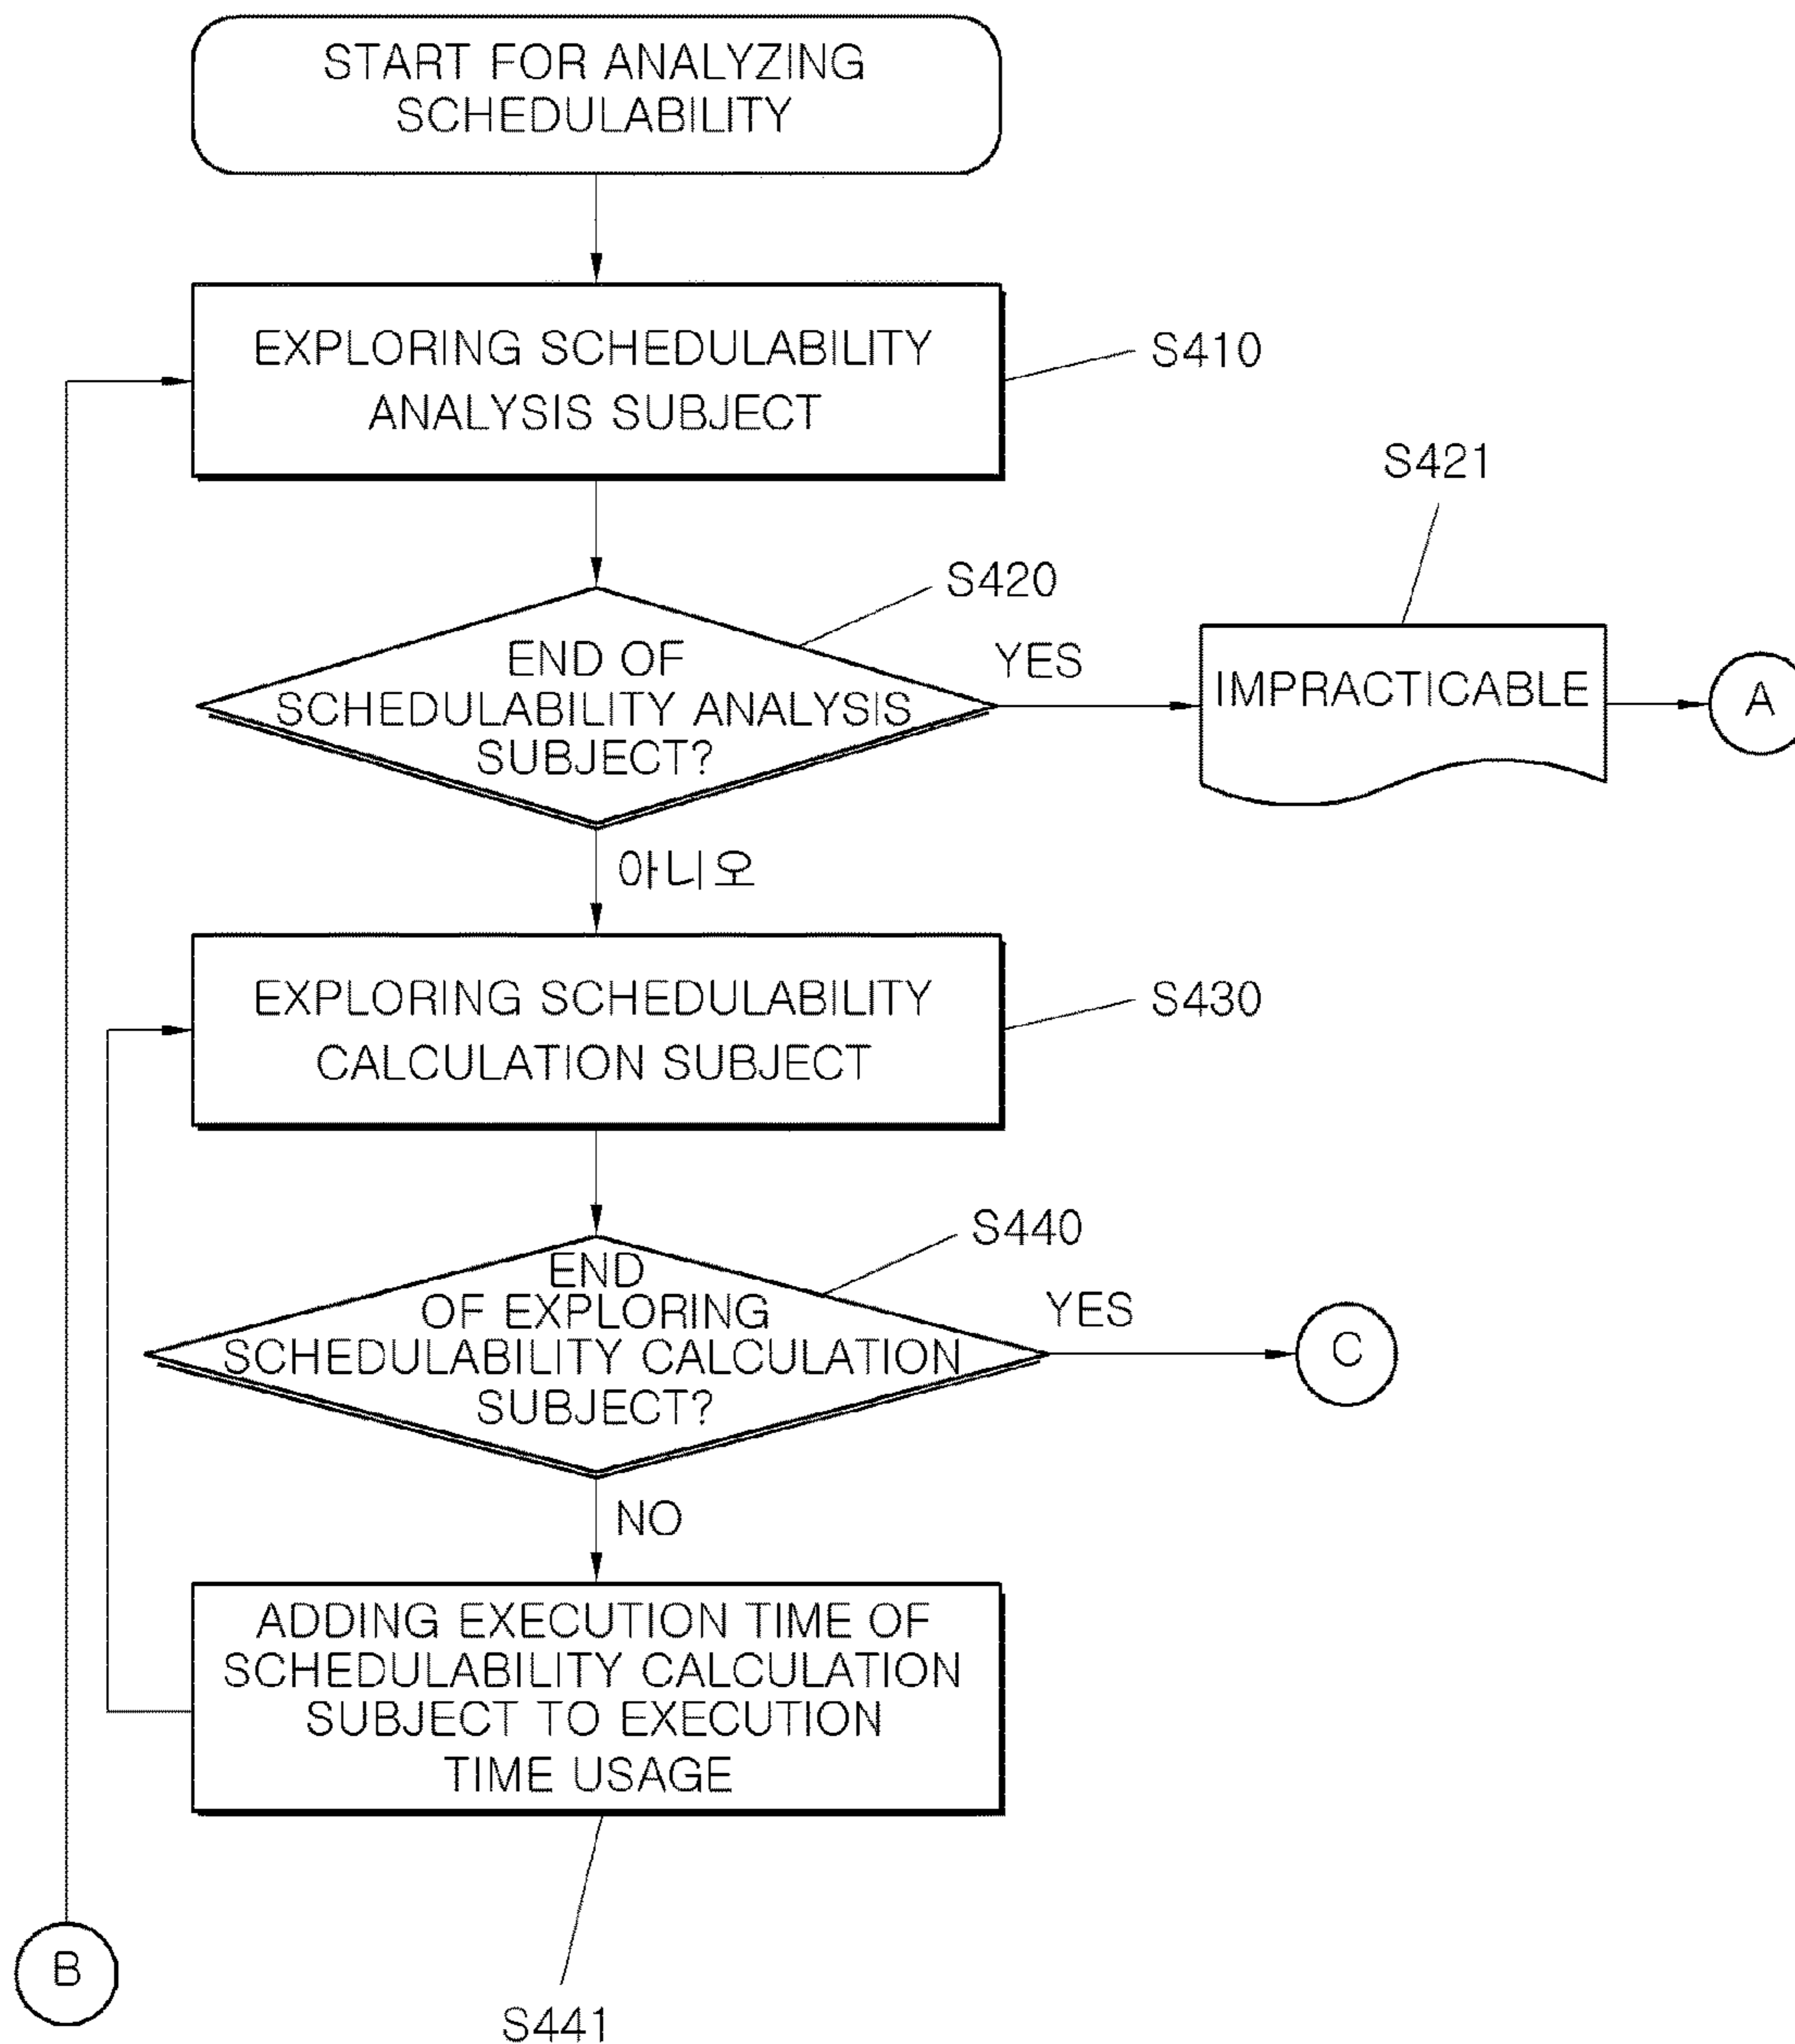 START FOR ANALYZING
SCHEDULABILITY
EXPLORING SCHEDULABILITY
ANALYSIS SUBJECT
S410
S421
S420
END OF
SCHEDULABILITY ANALYSIS
SUBJECT?
YES
IMPRACTICABLE
A
아니오
EXPLORING SCHEDULABILITY
CALCULATION SUBJECT
S430
S440
END
OF EXPLORING
SCHEDULABILITY CALCULATION
SUBJECT?
YES
C
NO
ADDING EXECUTION TIME OF
SCHEDULABILITY CALCULATION
SUBJECT TO EXECUTION
TIME USAGE
B
S441